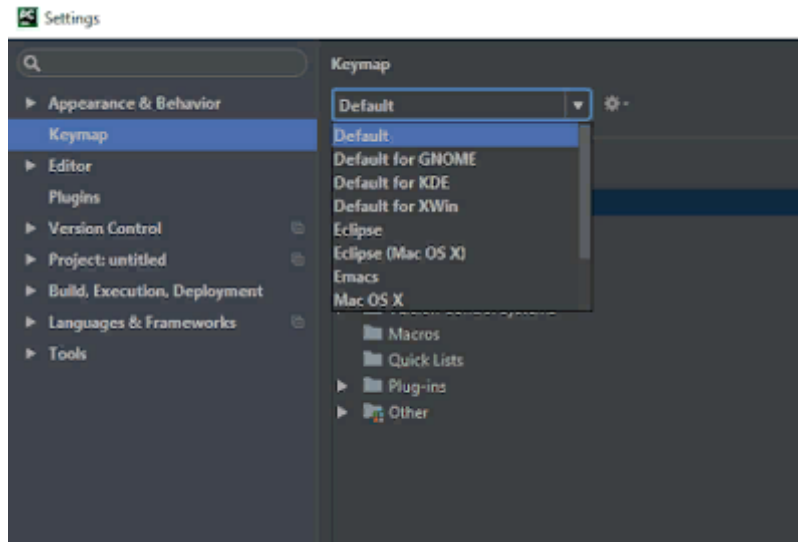 Settings
Appearance & Behavior
Keymap
Editor
Plugins
Version Control
Project: untitled
Build, Execution, Deployment
Languages & Frameworks
Tools
Keymap
Default
Default
Default for GNOME
Default for KDE
Default for XWin
Eclipse
Eclipse (Mac OS X)
Emacs
Mac OS X
Macros
Quick Lists
Plug-ins
Other